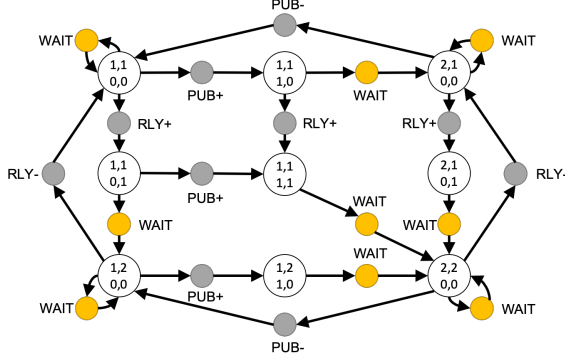 PUB-
WAIT
WAIT
1,1
0,0
1,1
1,0
2,1
0,0
PUB+
WAIT
RLY+
RLY+
RLY+
RLY-
1,1
0,1
1,1
1,1
2,1
0,1
RLY-
PUB+
WAIT
WAIT
WAIT
WAIT
1,2
0,0
1,2
1,0
2,2
0,0
PUB+
WAIT
WAIT
PUB-